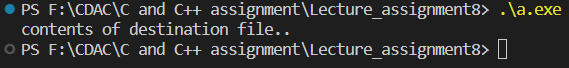 PS F:\CDAC\C and C++ assignment\Lecture_assignment8> .\a.exe
contents of destination file..
PS F:\CDAC\C and C++ assignment\Lecture_assignment8>